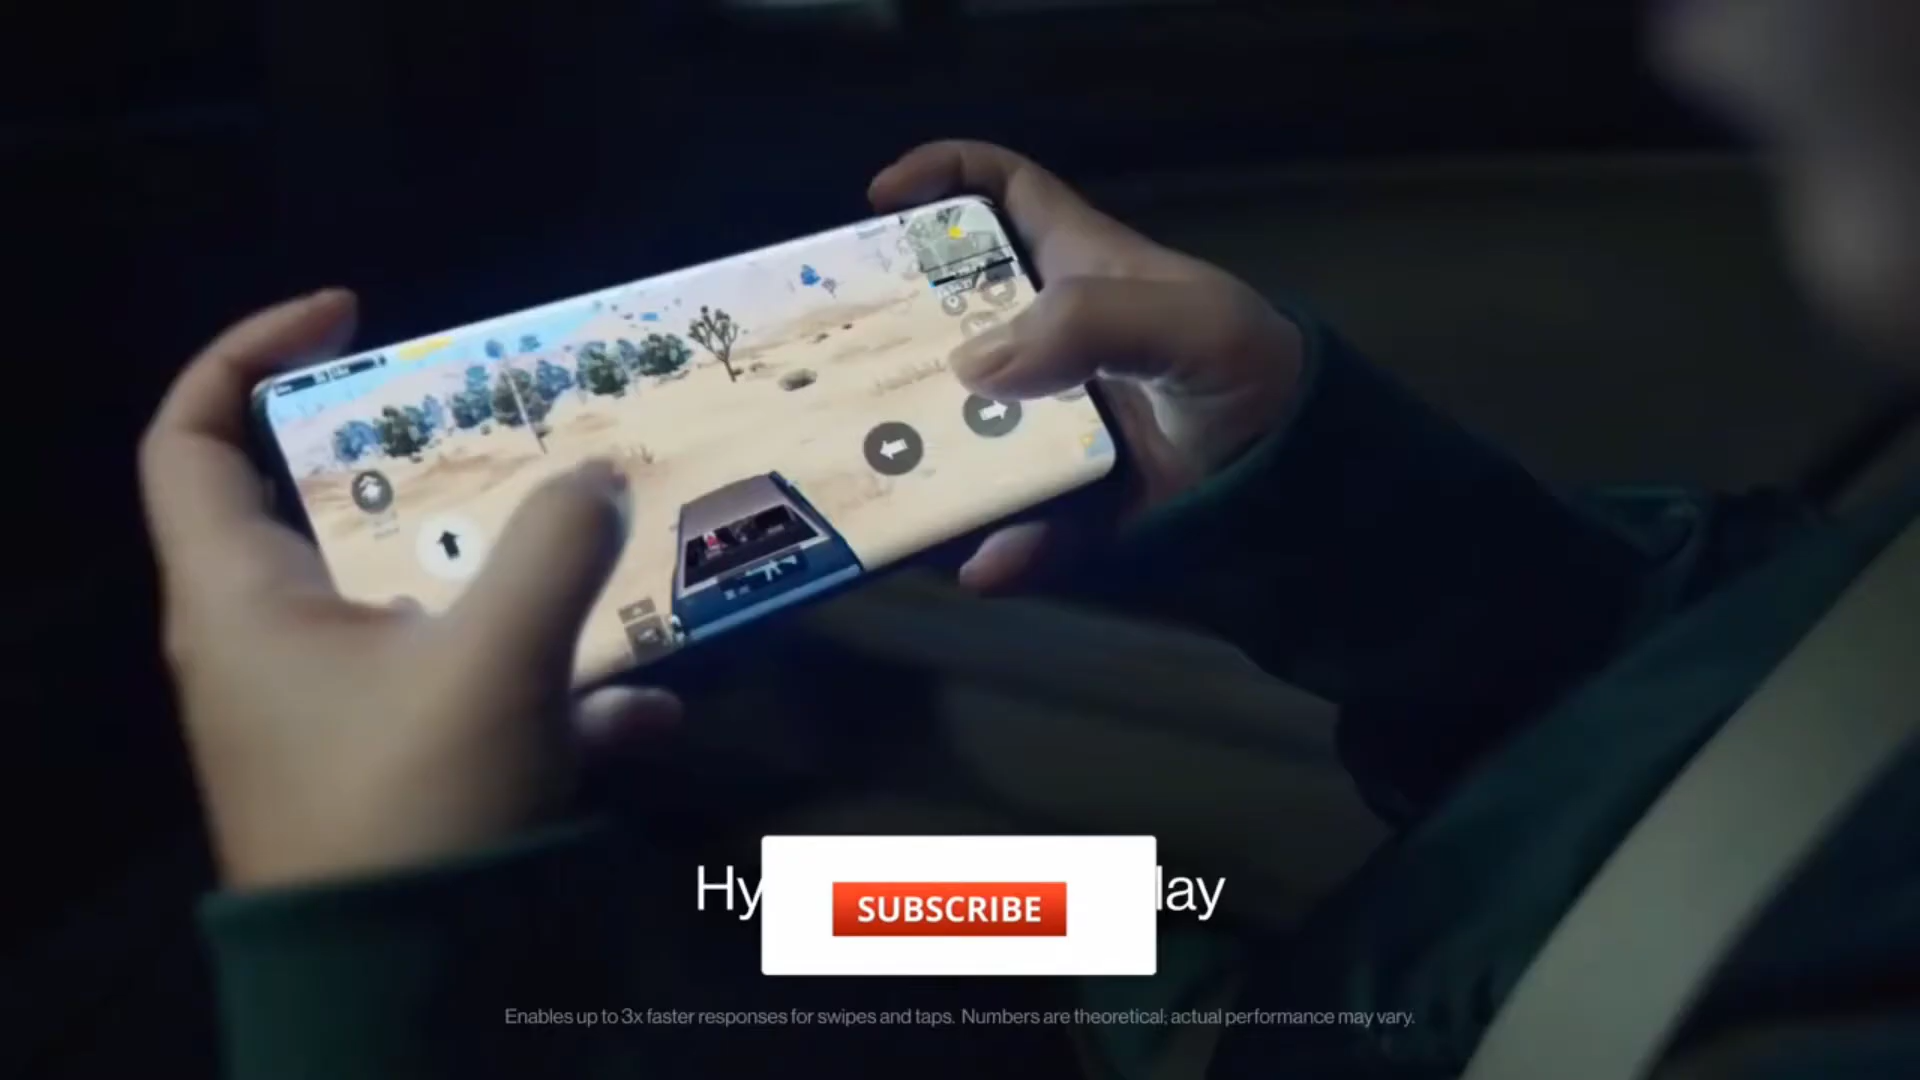 Hy lay
SUBSCRIBE
Enables up to 3x faster responses for swipes and taps. Numbers are theoretical; actual performance may vary.